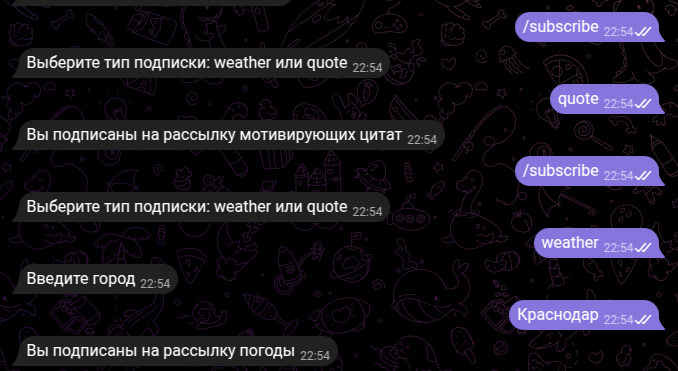 /subscribe 22:54
Выберите тип подписки: weather или quote 22:54
quote 22:54
Вы подписаны на рассылку мотивирующих цитат 22:54
/subscribe 22:54
Выберите тип подписки: weather или quote 22:54
weather 22:54
Введите город 22:54
Краснодар 22:54
Вы подписаны на рассылку погоды 22:54